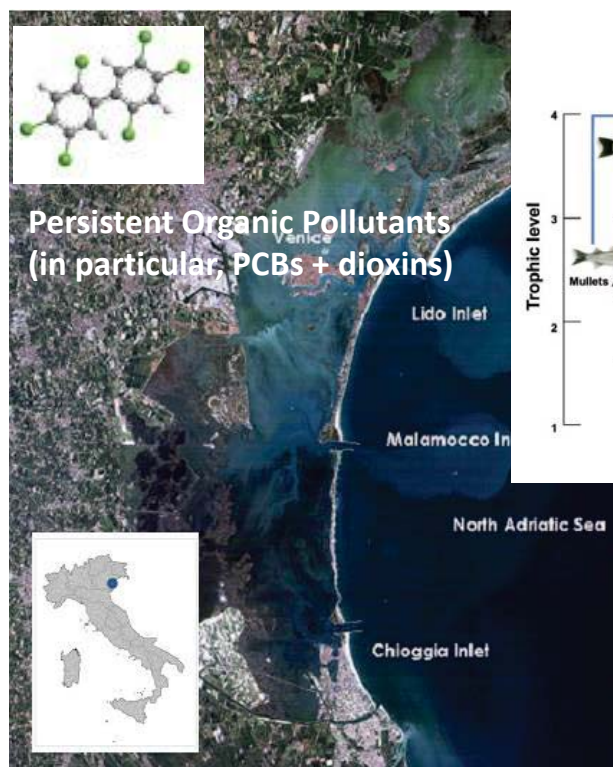 Persistent Organic Pollutants
Venice
(in particular, PCBs + dioxins)
Lido Inlet
Malamocco In
North Adriatic Sea
Chioggia Inlet
Trophic level
4
3
Mullets
2
1